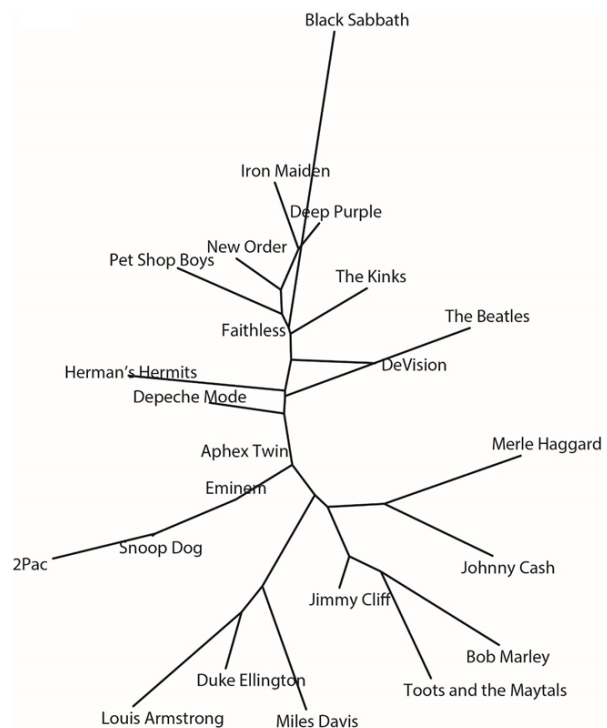 Black Sabbath
Iron Maiden
Deep Purple
New Order
Pet Shop Boys
The Kinks
The Beatles
Faithless
DeVision
Herman's Hermits
Depeche Mode
Merle Haggard
Aphex Twin
Eminem
Snoop Dog
2Pac
Johnny Cash
Jimmy Cliff
Bob Marley
Duke Ellington
Toots and the Maytals
Louis Armstrong
Miles Davis